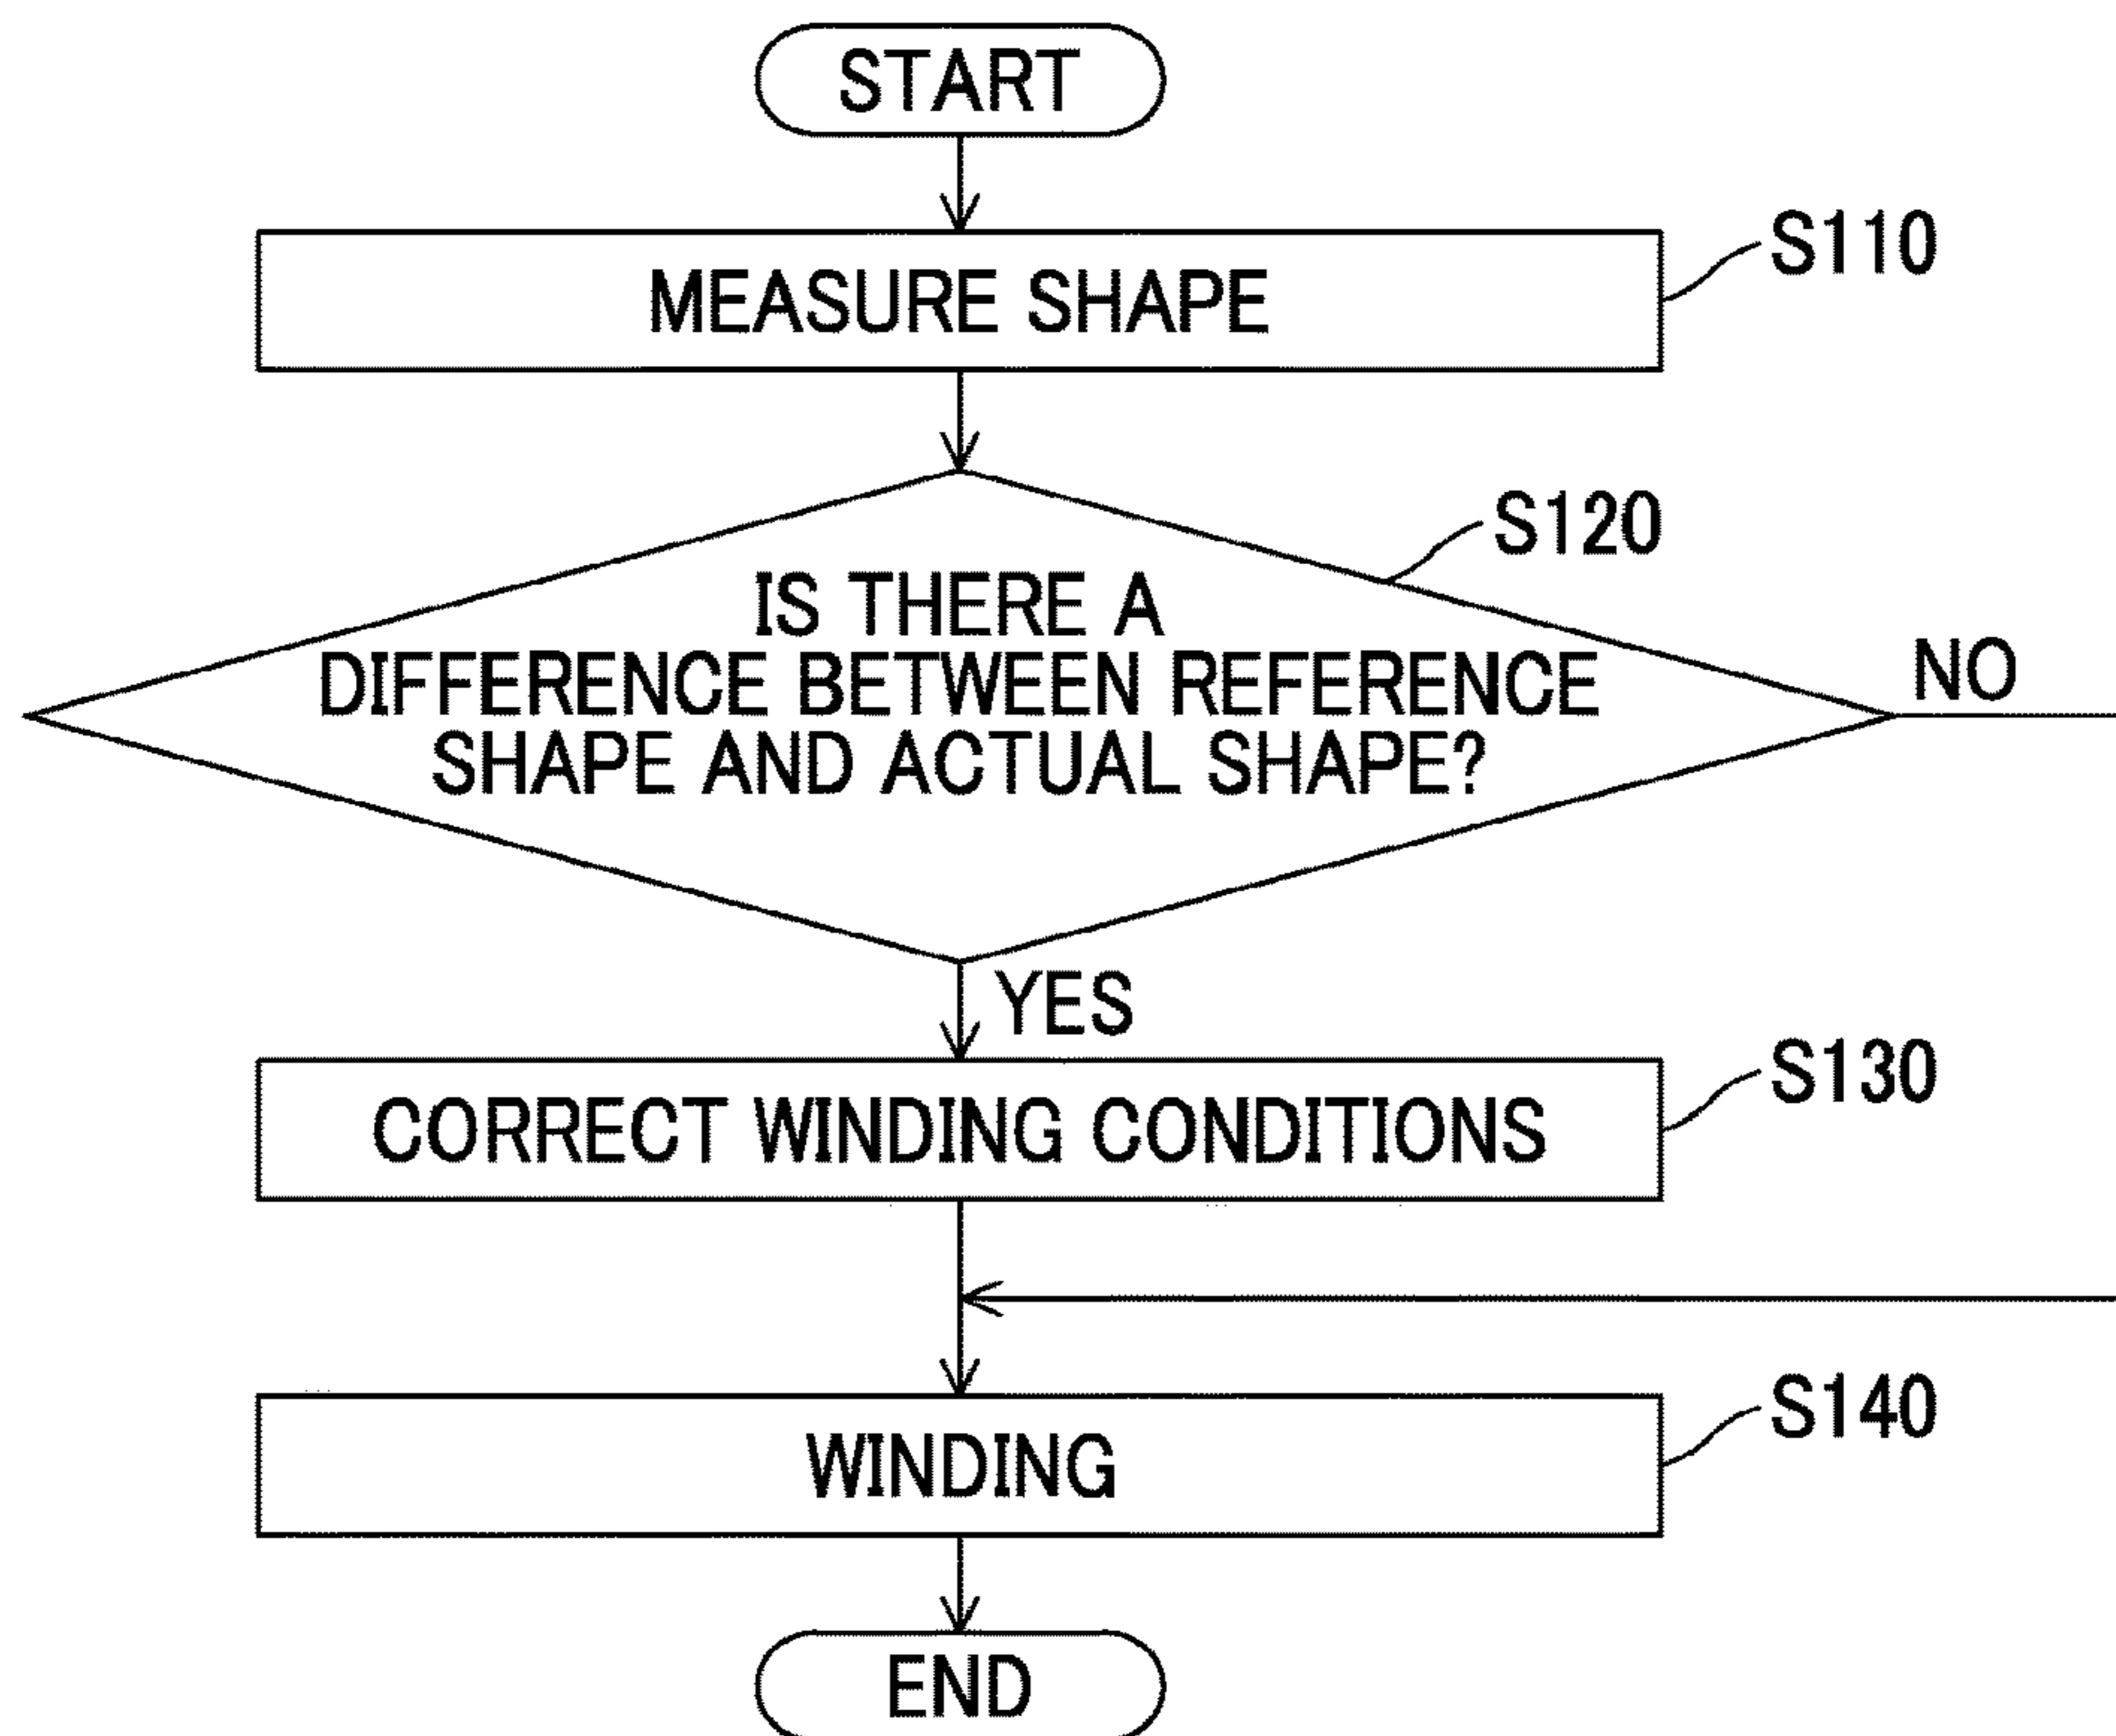 START
MEASURE SHAPE
S110
S120
IS THERE A
DIFFERENCE BETWEEN REFERENCE
SHAPE AND ACTUAL SHAPE?
NO
YES
CORRECT WINDING CONDITIONS
S130
WINDING
S140
END